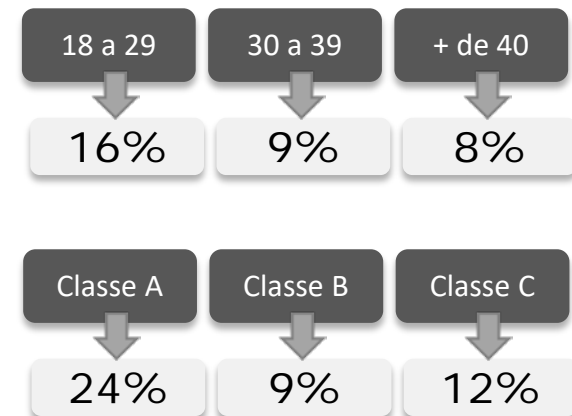 18 a 29 30 a 39 + de 40
16% 9% 8%
Classe A Classe B Classe C
24% 9% 12%